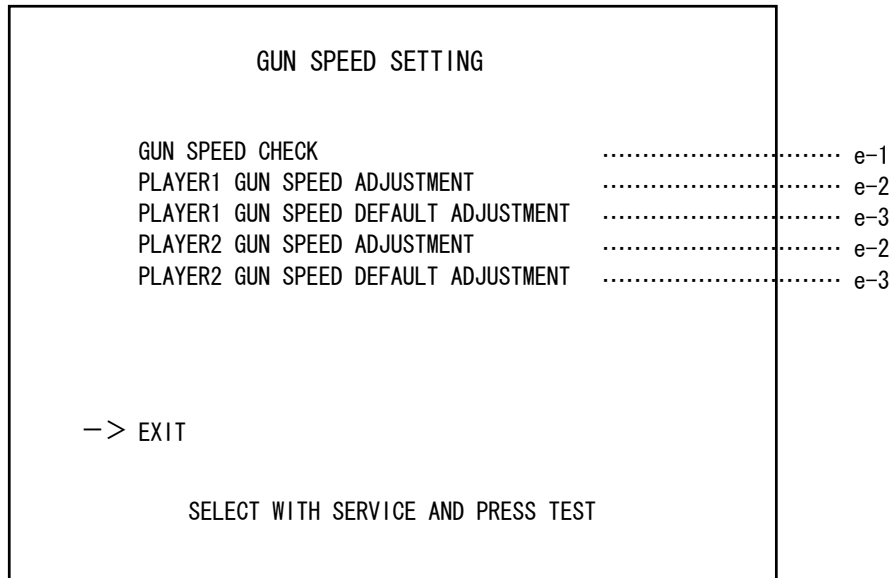 GUN SPEED SETTING
GUN SPEED CHECK ………………………… e-1
PLAYER1 GUN SPEED ADJUSTMENT ………………………… e-2
PLAYER1 GUN SPEED DEFAULT ADJUSTMENT ………………………… e-3
PLAYER2 GUN SPEED ADJUSTMENT ………………………… e-2
PLAYER2 GUN SPEED DEFAULT ADJUSTMENT ………………………… e-3
-> EXIT
SELECT WITH SERVICE AND PRESS TEST